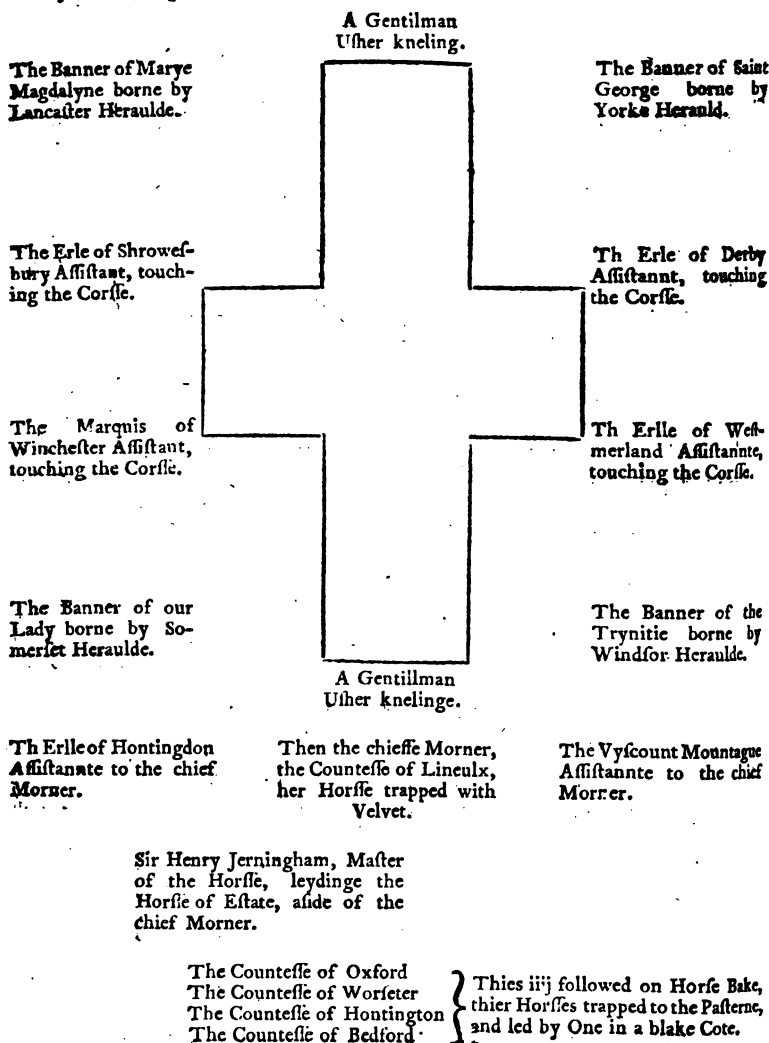 A Gentilman
Uſher kneling.
The Banner of Marye
Magdalyne borne by
Lancaſter Heraulde.
The Banner of Saint
George borne by
Yorke Herauld.
The Erle of Shroweſ-
bury Aſſiſtant, touch-
ing the Corſſe.
Th Erle of Derby
Aſſiſtannt, touching
the Corſſe.
The Marquis of
Wincheſter Aſſiſtant,
touching the Corſſe.
Th Erlle of Weſt-
merland Aſſiſtannte,
touching the Corſſe.
The Banner of our
Lady borne by So-
merſet Heraulde.
The Banner of the
Trynitie borne by
Windſor Heraulde.
A Gentillman
Uſher knelinge.
Th Erlle of Hontingdon
Aſſiſtannte to the chief
Morner.
Then the chieffe Morner,
the Counteſſe of Lineulx,
her Horſſe trapped with
Velvet.
The Vyſcount Mountague
Aſſiſtannte to the chief
Morner.
Sir Henry Jerningham, Maſter
of the Horſſe, leydinge the
Horſſe of Eſtate, aſide of the
chief Morner.
The Counteſſe of Oxford
The Counteſſe of Worſeter
The Counteſſe of Hontington
The Counteſſe of Bedford
Thies iiij followed on Horſe Bake,
thier Horſſes trapped to the Paſterne,
and led by One in a blake Cote.